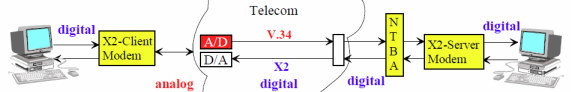 Telecom
digital
X2-Client
Modem
A/D
D/A
V.34
X2
analog
digital
digital
N
T
B
A
X2-Server
Modem
digital